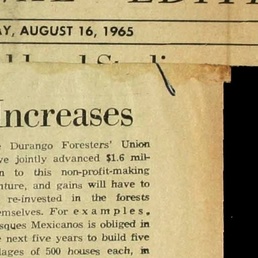 Y, AUGUST 16, 1965
Increases
Durango Foresters' Union
ve jointly advanced $1.6 mil-
n to this non-profit-making
nture, and gains will have to
re-invested in the forests
emselves. For examples,
sques Mexicanos is obliged in
next five years to build five
lages of 500 houses each, in